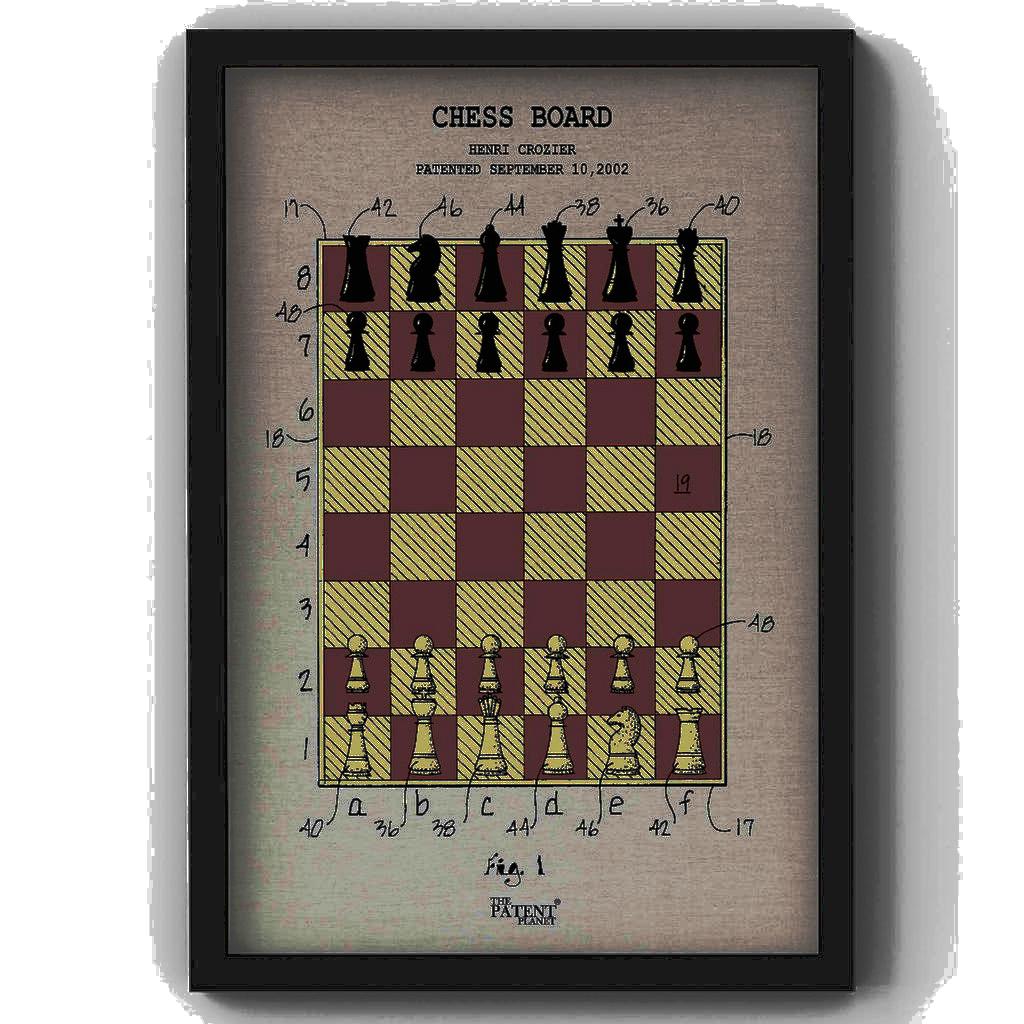 CHESS BOARD
HENRI CROZIER
PATENTED SEPTEMBER 10,2002
17 42 46 44 38 36 40
8
48
7
6
18 18
5 19
4
3
48
2
1
a b c d e f
40 36 38 44 46 42 17
Fig. 1
THE
PATENT®
PLANET